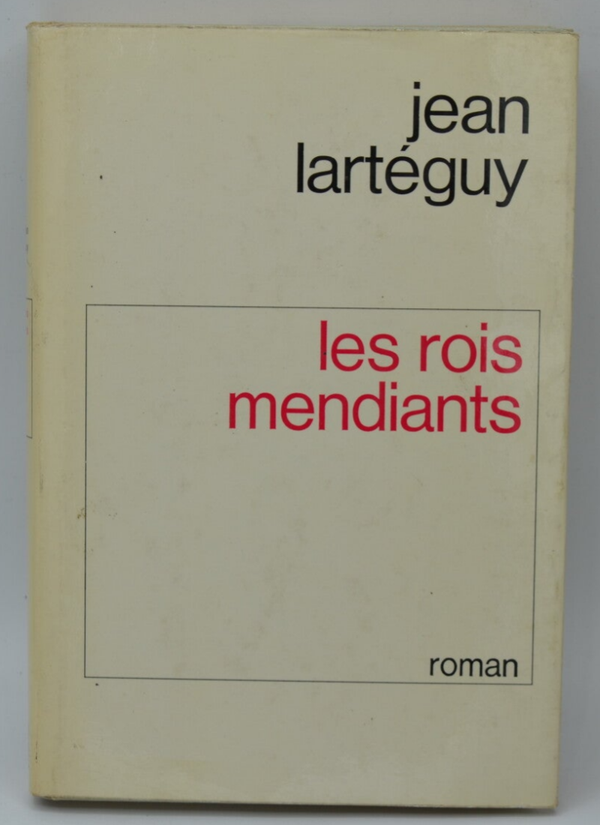 jean
lartéguy
les rois
mendiants
roman